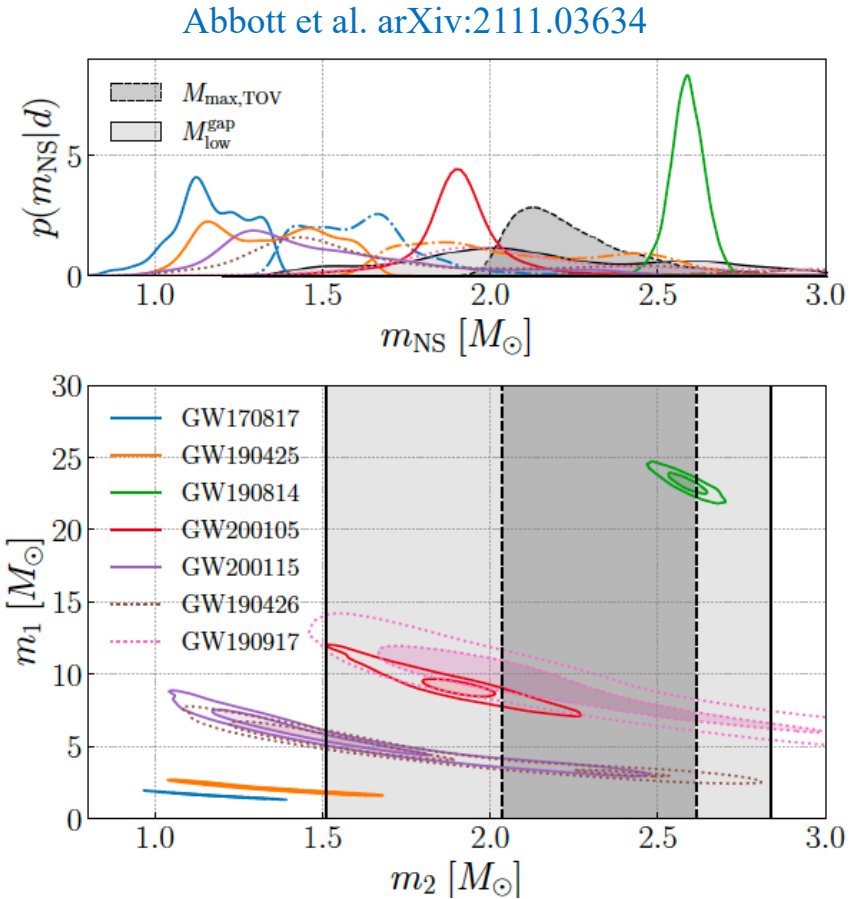 Abbott et al. arXiv:2111.03634
p(m_NS|d)
5
0
M_max,TOV
M^gap_low
1.0 1.5 2.0 2.5 3.0
m_NS [M_⊙]
m_1 [M_⊙]
30
25
20
15
10
5
0
GW170817
GW190425
GW190814
GW200105
GW200115
GW190426
GW190917
1.0 1.5 2.0 2.5 3.0
m_2 [M_⊙]